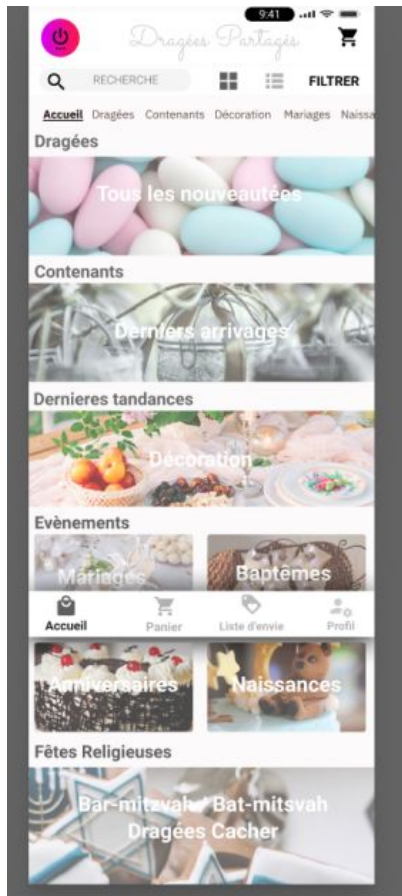 9:41
Dragées Partagés
RECHERCHE
FILTRER
Accueil Dragées Contenants Décoration Mariages Naissa
Dragées
Tous les nouveautées
Contenants
Derniers arrivages
Dernieres tandances
Décoration
Evènements
Mariages Baptêmes
Accueil Panier Liste d'envie Profil
Anniversaires Naissances
Fêtes Religieuses
Bar-mitzvah / Bat-mitsvah
Dragées Cacher